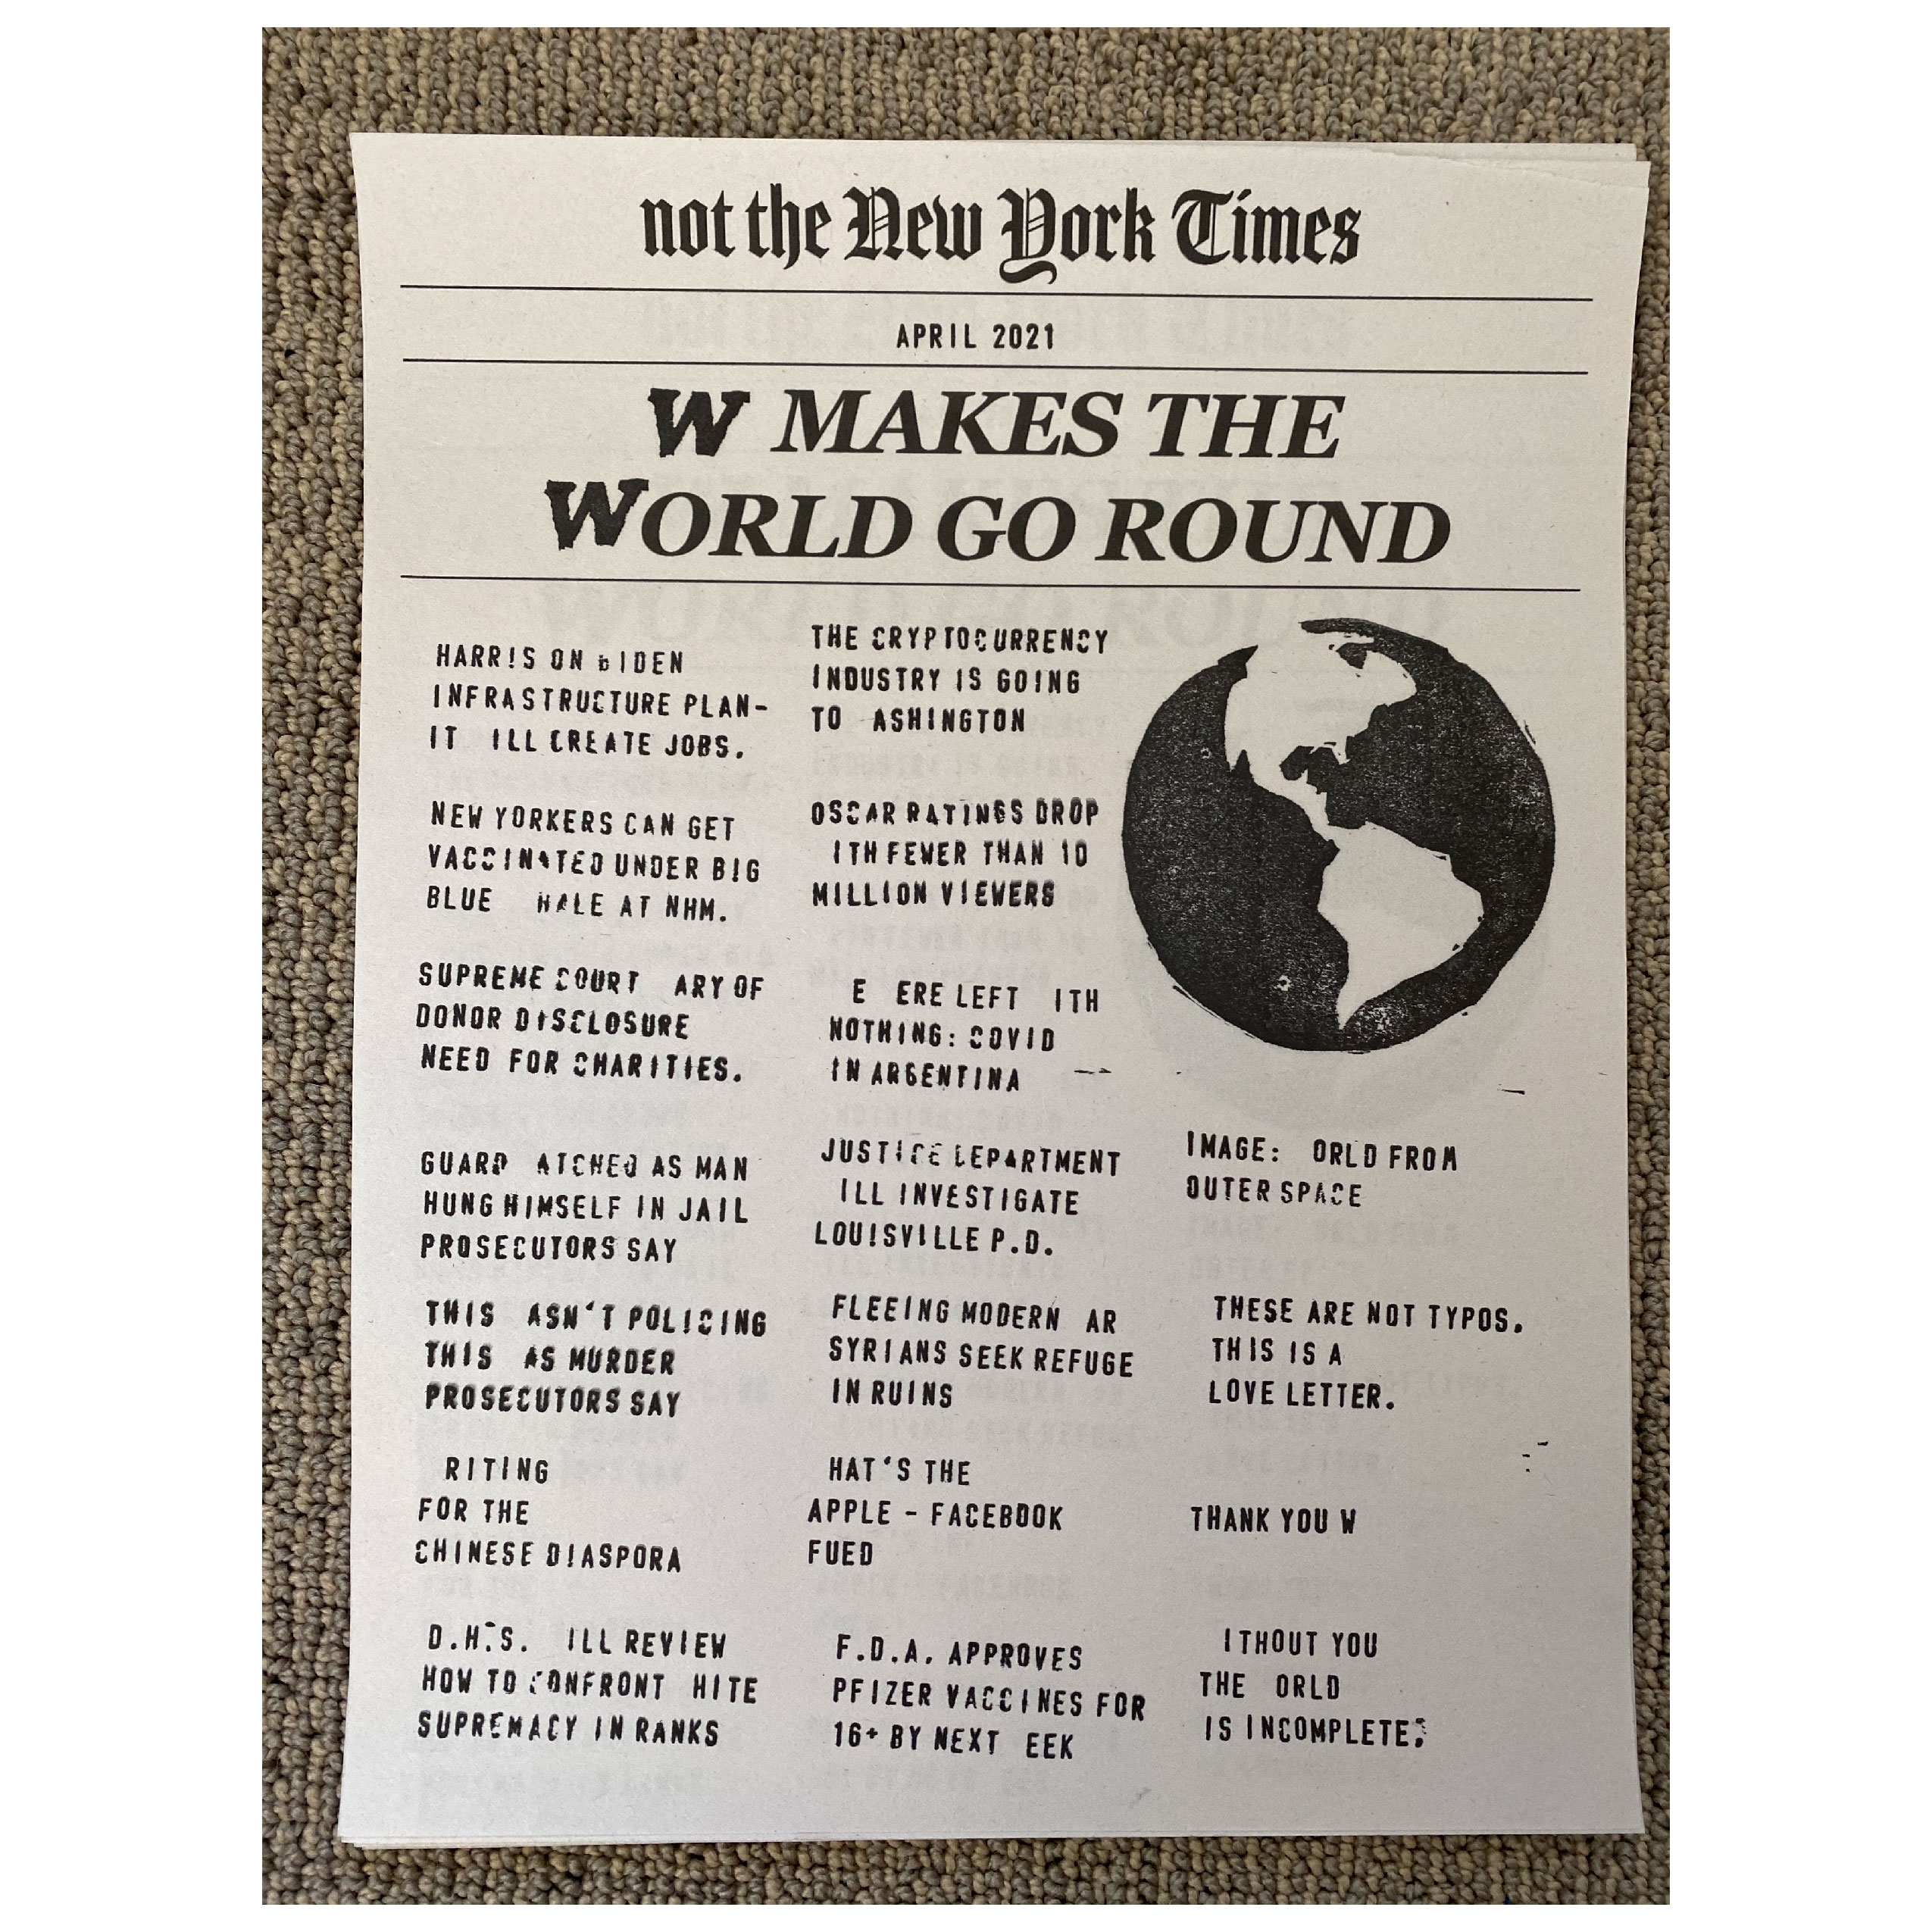 not the New York Times
APRIL 2021
W MAKES THE
WORLD GO ROUND
HARRIS ON bIDEN
INFRASTRUCTURE PLAN-
IT ILL CREATE JOBS.
NEW YORKERS CAN GET
VACCINATED UNDER BIG
BLUE HALE AT NHM.
SUPREME COURT ARY OF
DONOR DISCLOSURE
NEED FOR CHARITIES.
GUARD ATCHED AS MAN
HUNG HIMSELF IN JAIL
PROSECUTORS SAY
THIS ASN'T POLICING
THIS AS MURDER
PROSECUTORS SAY
RITING
FOR THE
CHINESE DIASPORA
D.H.S. ILL REVIEW
HOW TO CONFRONT HITE
SUPREMACY IN RANKS
THE CRYPTOCURRENCY
INDUSTRY IS GOING
TO ASHINGTON
OSCAR RATINGS DROP
ITH FEWER THAN 10
MILLION VIEWERS
E ERE LEFT ITH
NOTHING: COVID
IN ARGENTINA
JUSTICE DEPARTMENT
ILL INVESTIGATE
LOUISVILLE P.D.
FLEEING MODERN AR
SYRIANS SEEK REFUGE
IN RUINS
HAT'S THE
APPLE - FACEBOOK
FUED
F.D.A. APPROVES
PFIZER VACCINES FOR
16+ BY NEXT EEK
IMAGE: ORLD FROM
OUTER SPACE
THESE ARE NOT TYPOS.
THIS IS A
LOVE LETTER.
THANK YOU W
ITHOUT YOU
THE ORLD
IS INCOMPLETE.